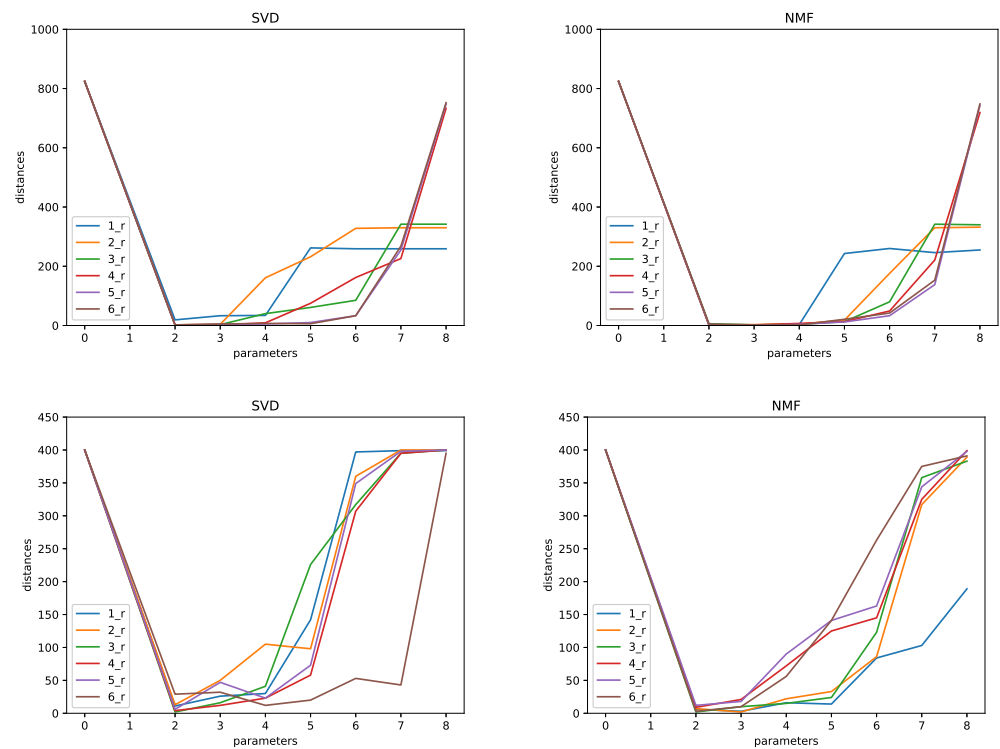 SVD
1000
800
600
400
200
0
distances
1_r
2_r
3_r
4_r
5_r
6_r
0 1 2 3 4 5 6 7 8
parameters
NMF
1000
800
600
400
200
0
distances
1_r
2_r
3_r
4_r
5_r
6_r
0 1 2 3 4 5 6 7 8
parameters
SVD
450
400
350
300
250
200
150
100
50
0
distances
1_r
2_r
3_r
4_r
5_r
6_r
0 1 2 3 4 5 6 7 8
parameters
NMF
450
400
350
300
250
200
150
100
50
0
distances
1_r
2_r
3_r
4_r
5_r
6_r
0 1 2 3 4 5 6 7 8
parameters